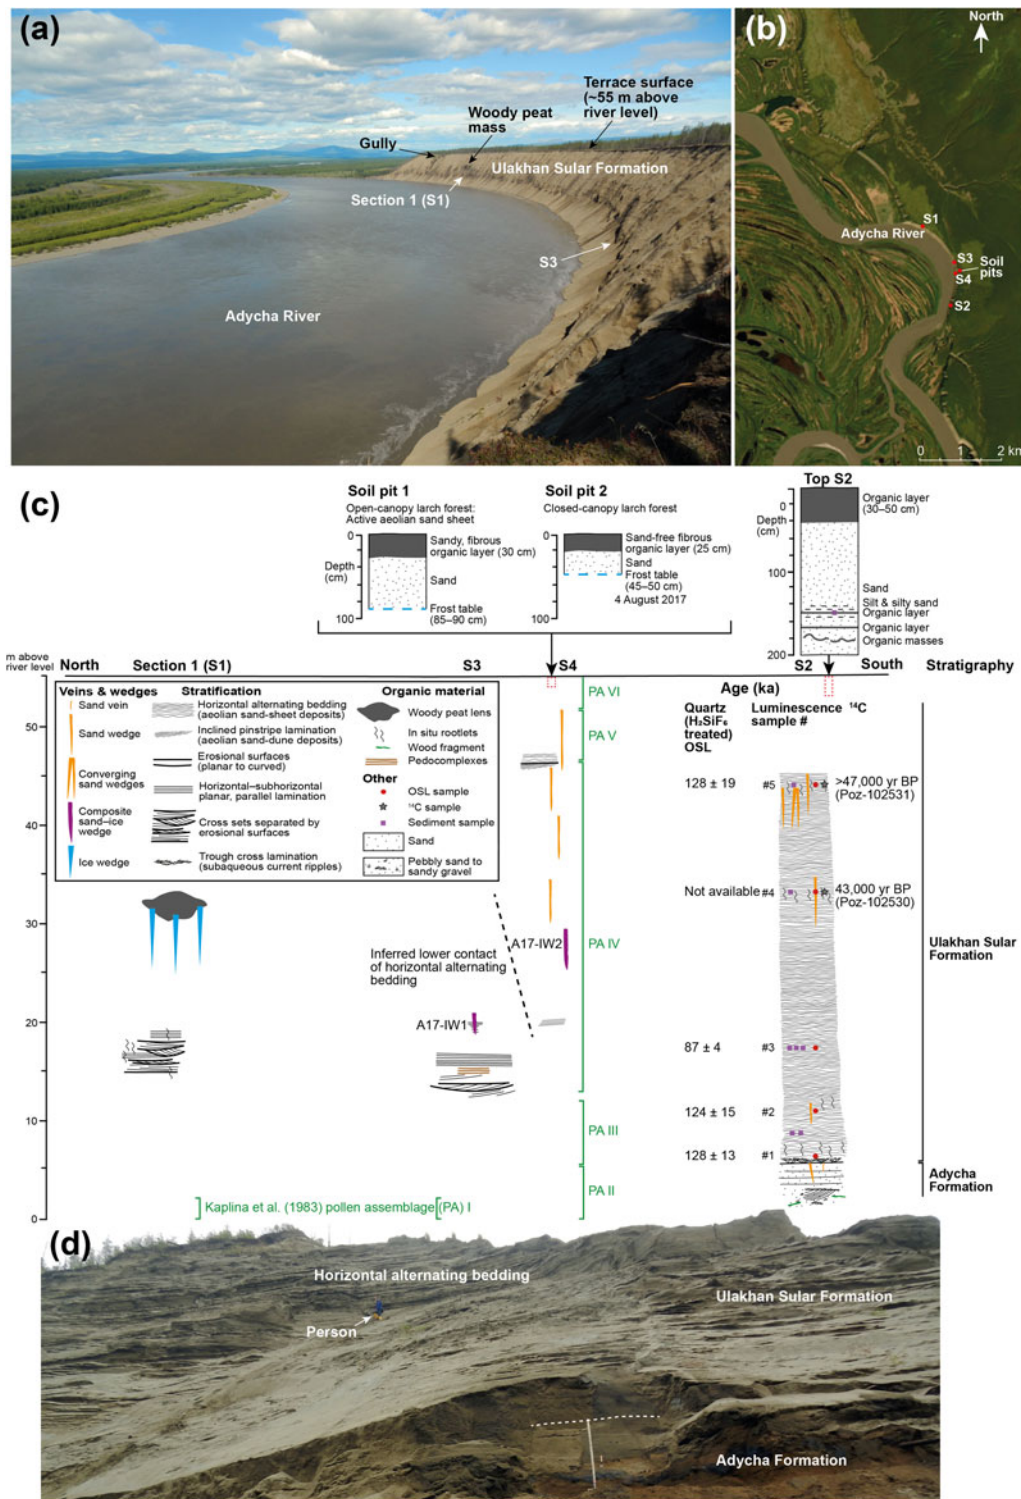 (a)
Terrace surface
(~55 m above
river level)
Woody peat
mass
Gully
Ulakhan Sular Formation
Section 1 (S1)
S3
Adycha River
(b)
North
S1
Adycha River
S3
Soil
pits
S4
S2
0 1 2 km
(c)
Soil pit 1
Open-canopy larch forest:
Active aeolian sand sheet
0
Depth
(cm)
100
Sandy, fibrous
organic layer (30 cm)
Sand
Frost table
(85–90 cm)
Soil pit 2
Closed-canopy larch forest
0
100
Sand-free fibrous
organic layer (25 cm)
Sand
Frost table
(45–50 cm)
4 August 2017
Top S2
0
Depth
(cm)
100
200
Organic layer
(30–50 cm)
Sand
Silt & silty sand
Organic layer
Organic layer
Organic masses
m above
river level
North
Section 1 (S1)
S3
S4
S2
South
Stratigraphy
50
40
30
20
10
0
Veins & wedges
Sand vein
Sand wedge
Converging
sand wedges
Composite
sand–ice
wedge
Ice wedge
Stratification
Horizontal alternating bedding
(aeolian sand-sheet deposits)
Inclined pinstripe lamination
(aeolian sand-dune deposits)
Erosional surfaces
(planar to curved)
Horizontal–subhorizontal
planar, parallel lamination
Cross sets separated by
erosional surfaces
Trough cross lamination
(subaqueous current ripples)
Organic material
Woody peat lens
In situ rootlets
Wood fragment
Pedocomplexes
Other
OSL sample
¹⁴C sample
Sediment sample
Sand
Pebbly sand to
sandy gravel
A17-IW2
Inferred lower contact
of horizontal alternating
bedding
A17-IW1
PA VI
PA V
PA IV
PA III
PA II
Kaplina et al. (1983) pollen assemblage (PA) I
Age (ka)
Quartz
(H₂SiF₆
treated)
OSL
Luminescence
sample #
¹⁴C
128 ± 19
#5
>47,000 yr BP
(Poz-102531)
Not available
#4
43,000 yr BP
(Poz-102530)
87 ± 4
#3
124 ± 15
#2
128 ± 13
#1
Ulakhan Sular
Formation
Adycha
Formation
(d)
Horizontal alternating bedding
Ulakhan Sular Formation
Person
Adycha Formation